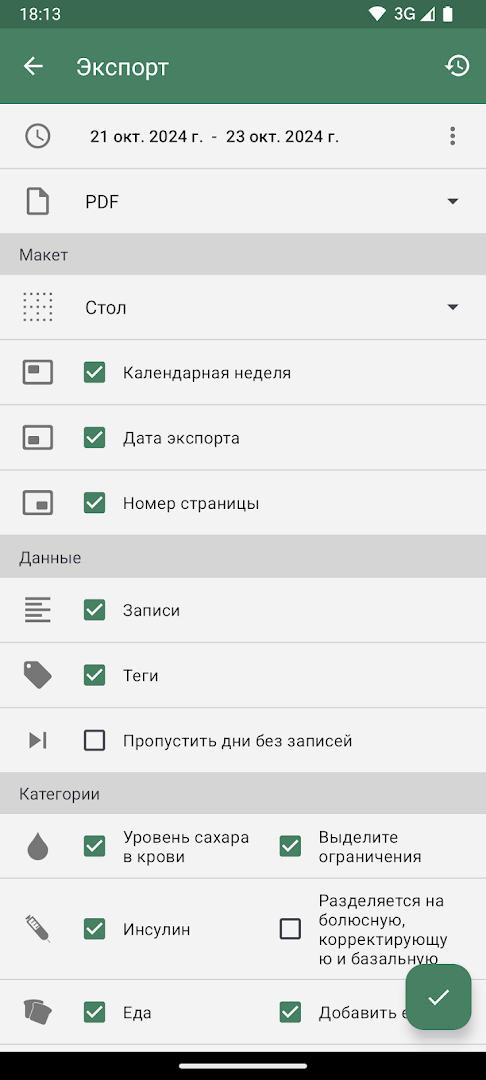 18:13
3G
Экспорт
21 окт. 2024 г. - 23 окт. 2024 г.
PDF
Макет
Стол
Календарная неделя
Дата экспорта
Номер страницы
Данные
Записи
Теги
Пропустить дни без записей
Категории
Уровень сахара
в крови
Выделите
ограничения
Инсулин
Разделяется на
болюсную,
корректирующу
ю и базальную
Еда
Добавить